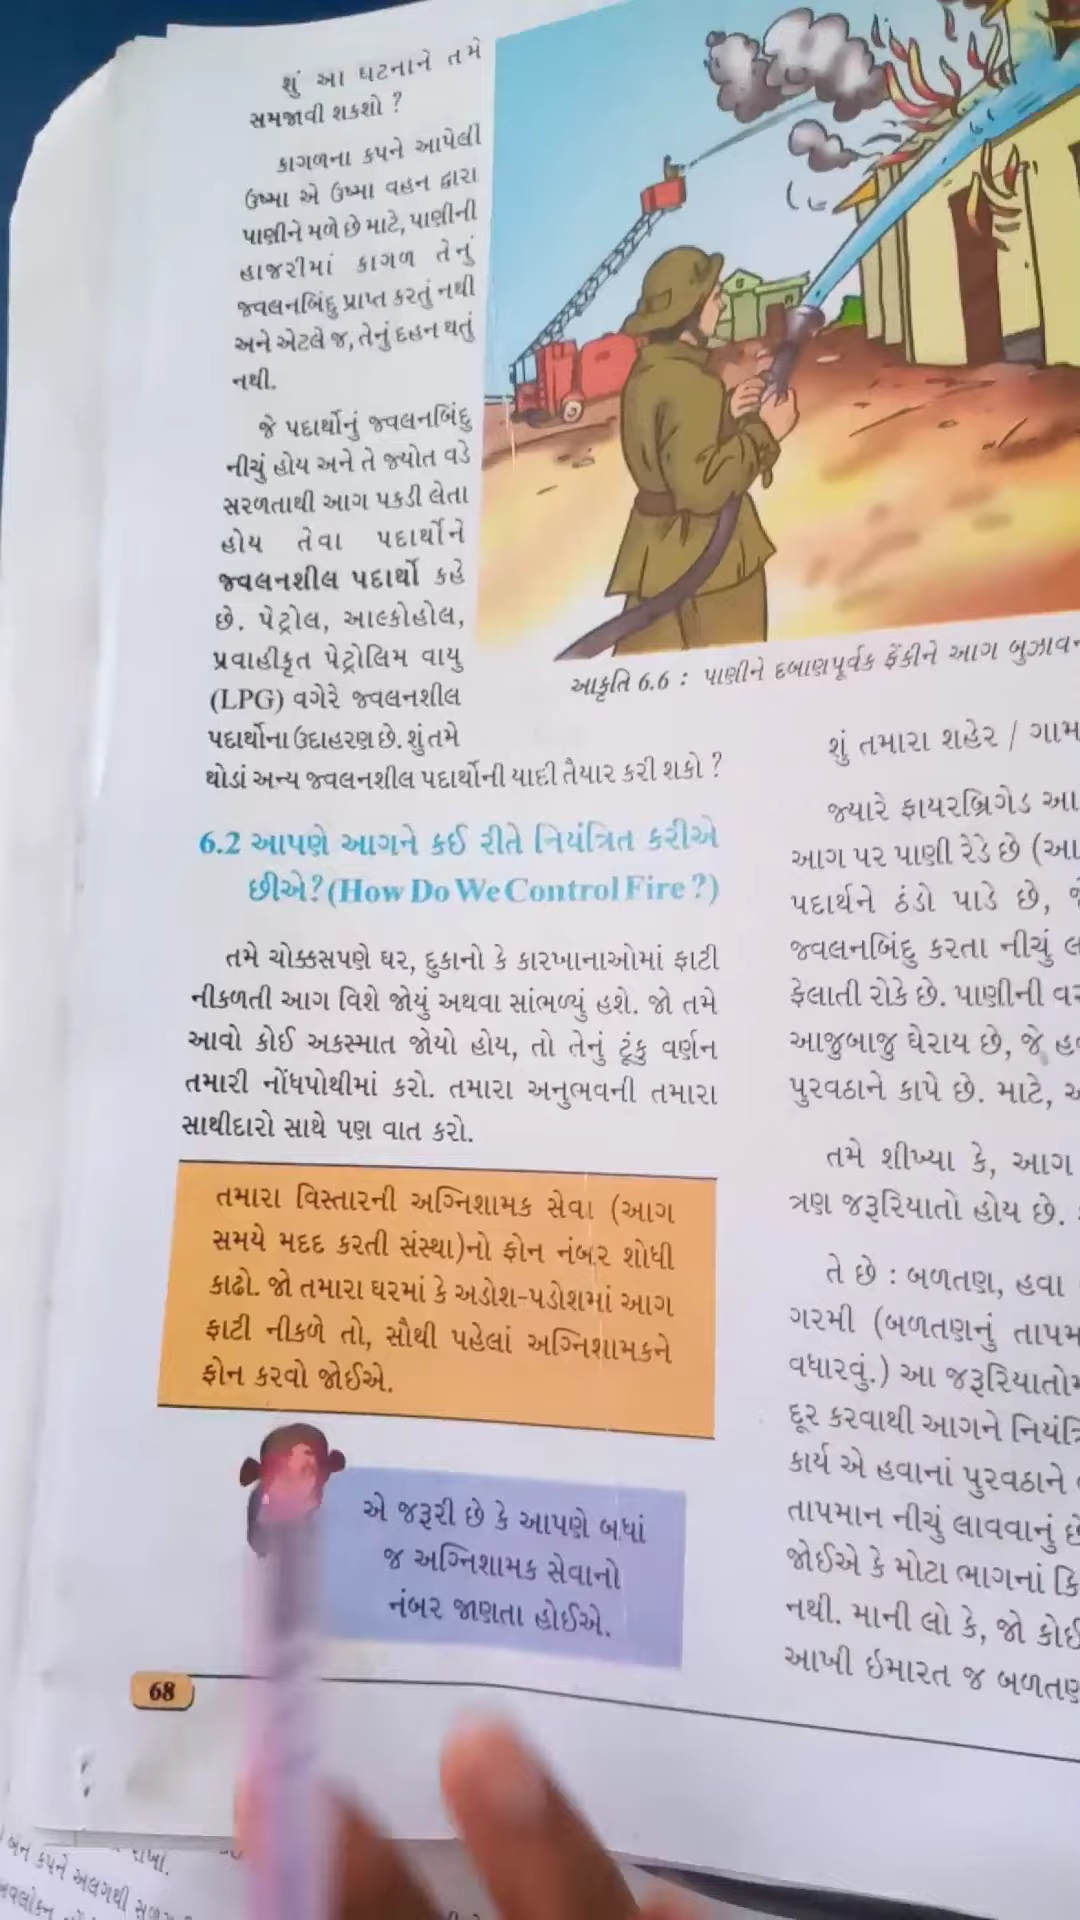 શું આ ઘટનાને તમે
સમજાવી શકશો ?
કાગળના કપને આપેલી
ઉષ્મા એ ઉષ્મા વહન દ્વારા
પાણીને મળે છે માટે, પાણીની
હાજરીમાં કાગળ તેનું
જ્વલનબિંદુ પ્રાપ્ત કરતું નથી
અને એટલે જ, તેનું દહન થતું
નથી.
જે પદાર્થોનું જ્વલનબિંદુ
નીચું હોય અને તે જ્યોત વડે
સરળતાથી આગ પકડી લેતા
હોય તેવા પદાર્થોને
જ્વલનશીલ પદાર્થો કહે
છે. પેટ્રોલ, આલ્કોહોલ,
પ્રવાહીકૃત પેટ્રોલિમ વાયુ
(LPG) વગેરે જ્વલનશીલ
પદાર્થોના ઉદાહરણ છે. શું તમે
થોડાં અન્ય જ્વલનશીલ પદાર્થોની યાદી તૈયાર કરી શકો ?
6.2 આપણે આગને કઈ રીતે નિયંત્રિત કરીએ
છીએ? (How Do We Control Fire ?)
તમે ચોક્કસપણે ઘર, દુકાનો કે કારખાનાઓમાં ફાટી
નીકળતી આગ વિશે જોયું અથવા સાંભળ્યું હશે. જો તમે
આવો કોઈ અકસ્માત જોયો હોય, તો તેનું ટૂંકુ વર્ણન
તમારી નોંધપોથીમાં કરો. તમારા અનુભવની તમારા
સાથીદારો સાથે પણ વાત કરો.
તમારા વિસ્તારની અગ્નિશામક સેવા (આગ
સમયે મદદ કરતી સંસ્થા)નો ફોન નંબર શોધી
કાઢો. જો તમારા ઘરમાં કે અડોશ-પડોશમાં આગ
ફાટી નીકળે તો, સૌથી પહેલાં અગ્નિશામકને
ફોન કરવો જોઈએ.
એ જરૂરી છે કે આપણે બધાં
જ અગ્નિશામક સેવાનો
નંબર જાણતા હોઈએ.
68
આકૃતિ 6.6 : પાણીને દબાણપૂર્વક ફેંકીને આગ
શું તમારા શહેર / ગામ
જ્યારે ફાયરબ્રિગેડ આ
આગ પર પાણી રેડે છે (આ
પદાર્થને ઠંડો પાડે છે,
જ્વલનબિંદુ કરતા નીચું
ફેલાતી રોકે છે. પાણીની
આજુબાજુ ઘેરાય છે, જે
પુરવઠાને કાપે છે. માટે,
તમે શીખ્યા કે, આગ
ત્રણ જરૂરિયાતો હોય છે.
તે છે : બળતણ, હવા
ગરમી (બળતણનું
વધારવું.) આ
દૂર કરવાથી આગને
કાર્ય એ હવાનાં પુરવઠાને
તાપમાન નીચું લાવવાનું
જોઈએ કે મોટા ભાગનાં
નથી. માની લો કે, જો કોઈ
આખી ઇમારત જ બળતણ